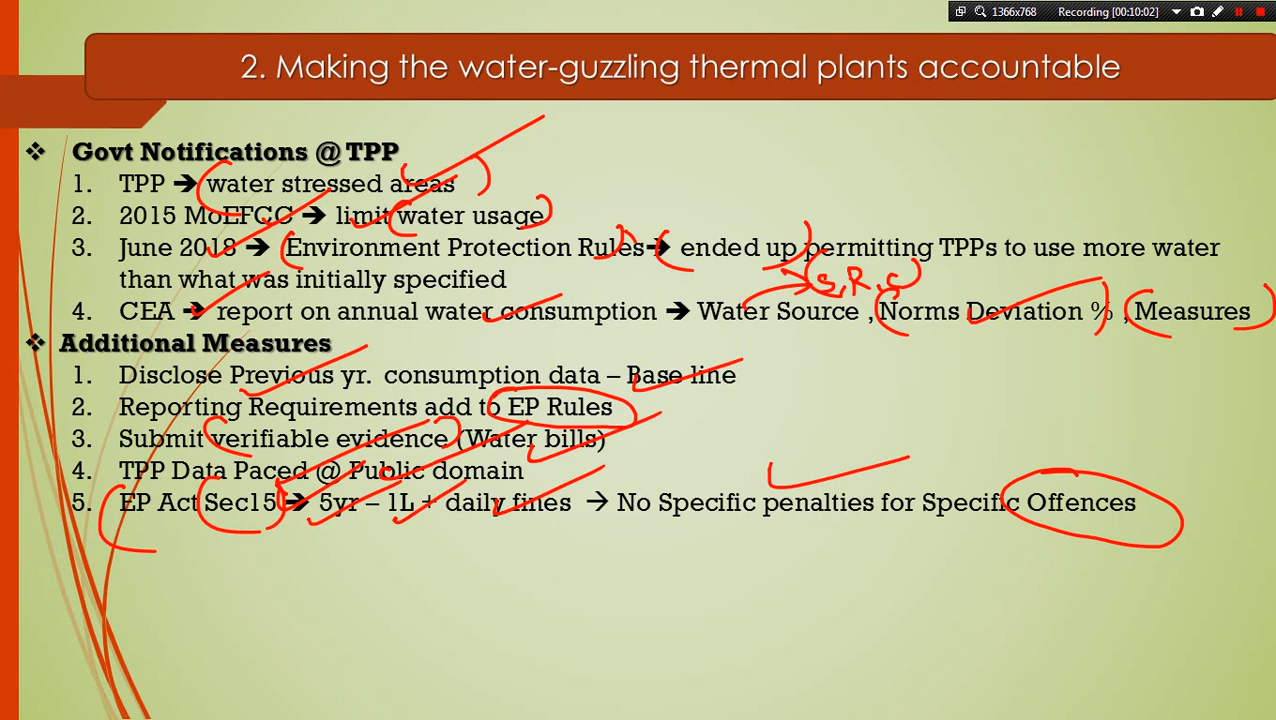 1366x768 Recording [00:10:02]
2. Making the water-guzzling thermal plants accountable
❖ Govt Notifications @ TPP
1. TPP ➔ water stressed areas
2. 2015 MoEFCC ➔ limit water usage
3. June 2018 ➔ Environment Protection Rules ➔ ended up permitting TPPs to use more water
than what was initially specified
S, R, S
4. CEA ➔ report on annual water consumption ➔ Water Source , Norms Deviation % , Measures
❖ Additional Measures
1. Disclose Previous yr. consumption data – Base line
2. Reporting Requirements add to EP Rules
3. Submit verifiable evidence (Water bills)
4. TPP Data Paced @ Public domain
5. EP Act Sec15 ➔ 5yr – 1L + daily fines → No Specific penalties for Specific Offences